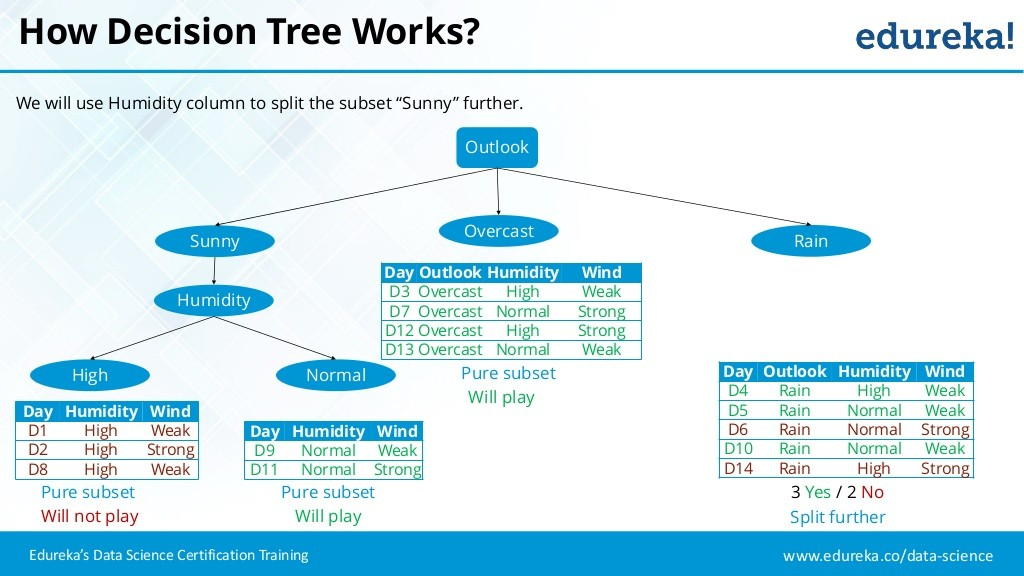 How Decision Tree Works?
edureka!
We will use Humidity column to split the subset “Sunny” further.
Outlook
Sunny
Overcast
Rain
Humidity
High
Normal
Day Outlook Humidity Wind
D3 Overcast High Weak
D7 Overcast Normal Strong
D12 Overcast High Strong
D13 Overcast Normal Weak
Pure subset
Will play
Day Humidity Wind
D1 High Weak
D2 High Strong
D8 High Weak
Pure subset
Will not play
Day Humidity Wind
D9 Normal Weak
D11 Normal Strong
Pure subset
Will play
Day Outlook Humidity Wind
D4 Rain High Weak
D5 Rain Normal Weak
D6 Rain Normal Strong
D10 Rain Normal Weak
D14 Rain High Strong
3 Yes / 2 No
Split further
Edureka’s Data Science Certification Training
www.edureka.co/data-science